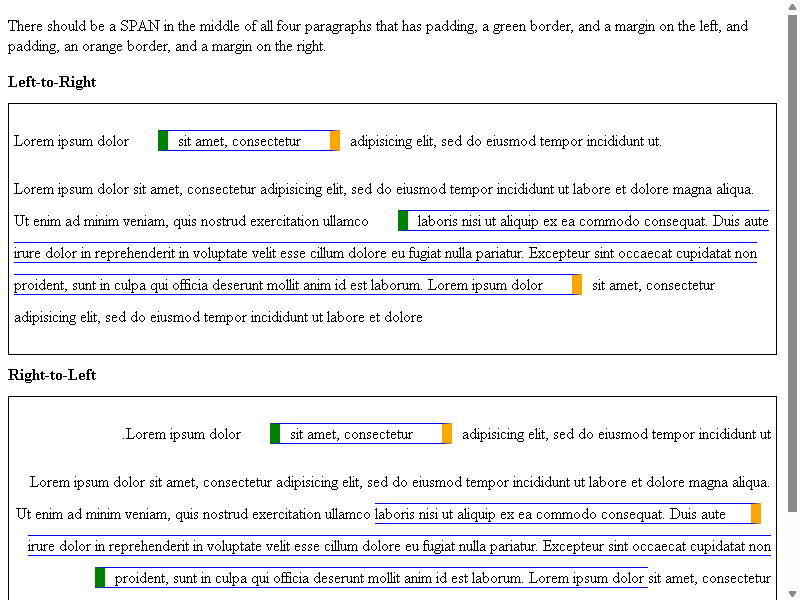 There should be a SPAN in the middle of all four paragraphs that has padding, a green border, and a margin on the left, and
padding, an orange border, and a margin on the right.
Left-to-Right
Lorem ipsum dolor sit amet, consectetur adipisicing elit, sed do eiusmod tempor incididunt ut.
Lorem ipsum dolor sit amet, consectetur adipisicing elit, sed do eiusmod tempor incididunt ut labore et dolore magna aliqua.
Ut enim ad minim veniam, quis nostrud exercitation ullamco laboris nisi ut aliquip ex ea commodo consequat. Duis aute
irure dolor in reprehenderit in voluptate velit esse cillum dolore eu fugiat nulla pariatur. Excepteur sint occaecat cupidatat non
proident, sunt in culpa qui officia deserunt mollit anim id est laborum. Lorem ipsum dolor sit amet, consectetur
adipisicing elit, sed do eiusmod tempor incididunt ut labore et dolore
Right-to-Left
.Lorem ipsum dolor sit amet, consectetur adipisicing elit, sed do eiusmod tempor incididunt ut
Lorem ipsum dolor sit amet, consectetur adipisicing elit, sed do eiusmod tempor incididunt ut labore et dolore magna aliqua.
Ut enim ad minim veniam, quis nostrud exercitation ullamco laboris nisi ut aliquip ex ea commodo consequat. Duis aute
irure dolor in reprehenderit in voluptate velit esse cillum dolore eu fugiat nulla pariatur. Excepteur sint occaecat cupidatat non
proident, sunt in culpa qui officia deserunt mollit anim id est laborum. Lorem ipsum dolor sit amet, consectetur